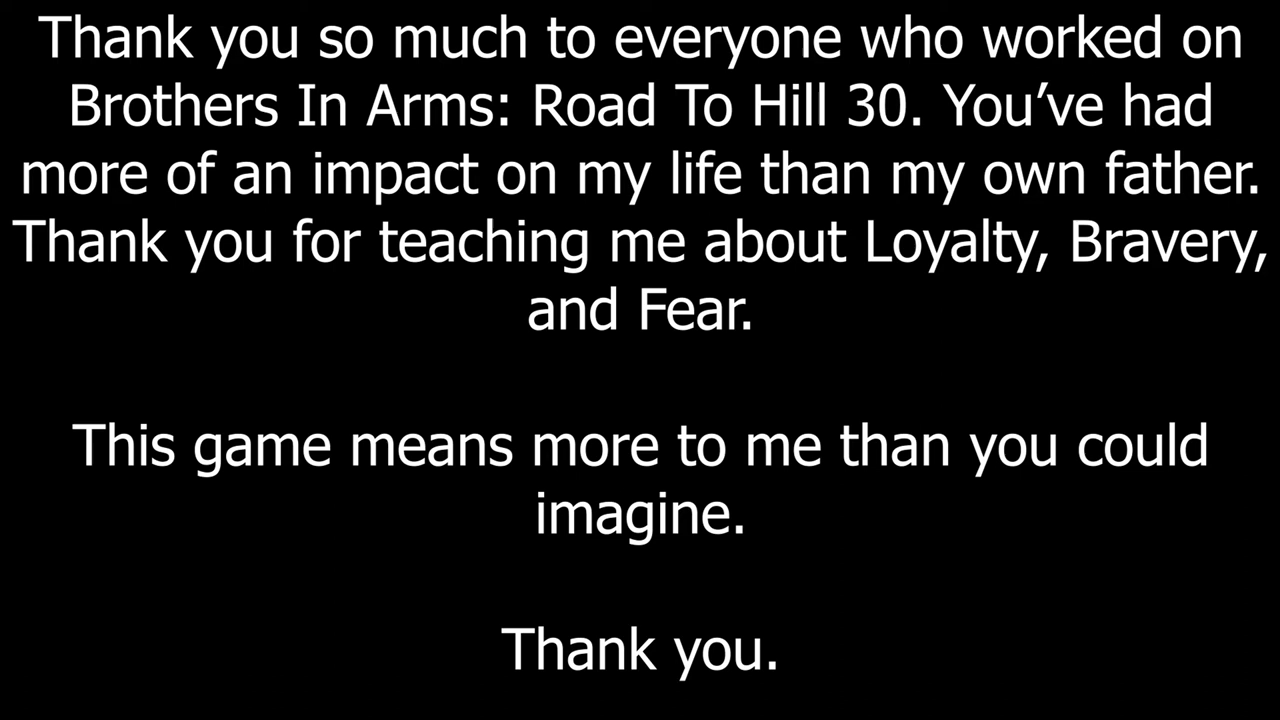 Thank you so much to everyone who worked on
Brothers In Arms: Road To Hill 30. You’ve had
more of an impact on my life than my own father.
Thank you for teaching me about Loyalty, Bravery,
and Fear.
This game means more to me than you could
imagine.
Thank you.